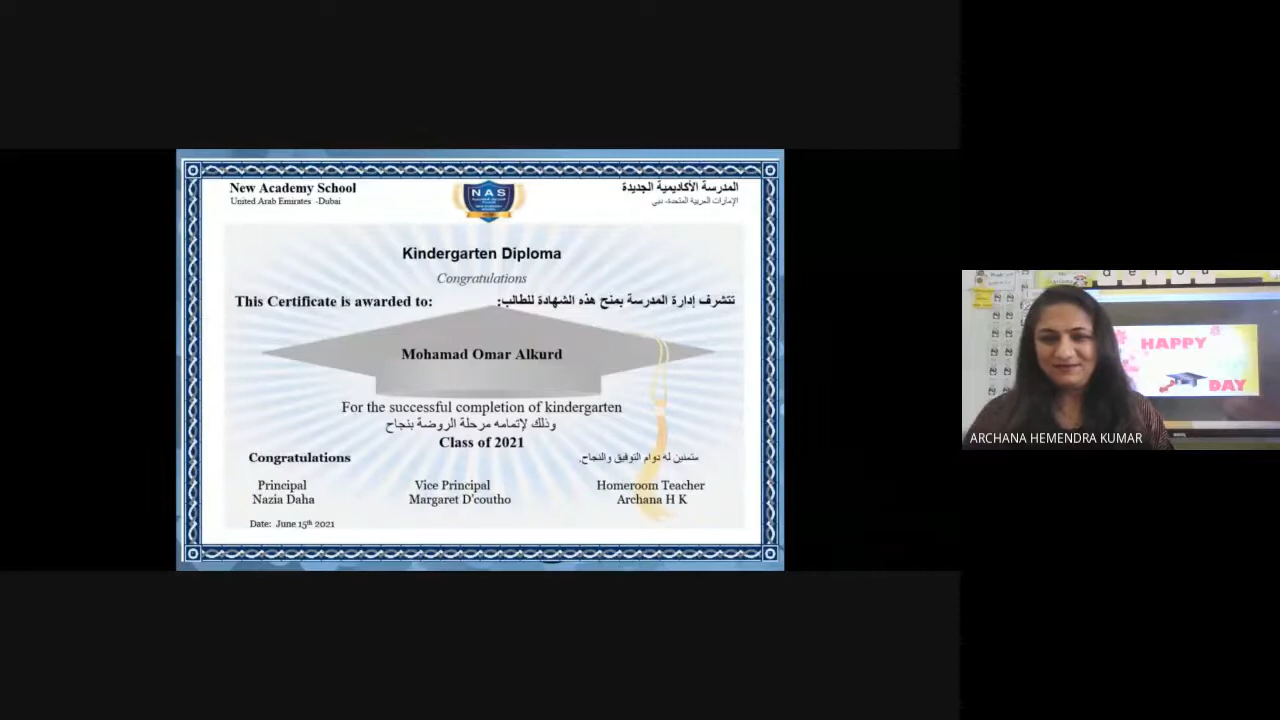 New Academy School
United Arab Emirates -Dubai
NAS
المدرسة الأكاديمية الجديدة
الإمارات العربية المتحدة- دبي
Kindergarten Diploma
Congratulations
This Certificate is awarded to:
تتشرف إدارة المدرسة بمنح هذه الشهادة للطالب:
Mohamad Omar Alkurd
For the successful completion of kindergarten
وذلك لإتمامه مرحلة الروضة بنجاح
Class of 2021
Congratulations
متمنين له دوام التوفيق والنجاح.
Principal
Nazia Daha
Vice Principal
Margaret D'coutho
Homeroom Teacher
Archana H K
Date: June 15th 2021
a e i o u
HAPPY
DAY
ARCHANA HEMENDRA KUMAR